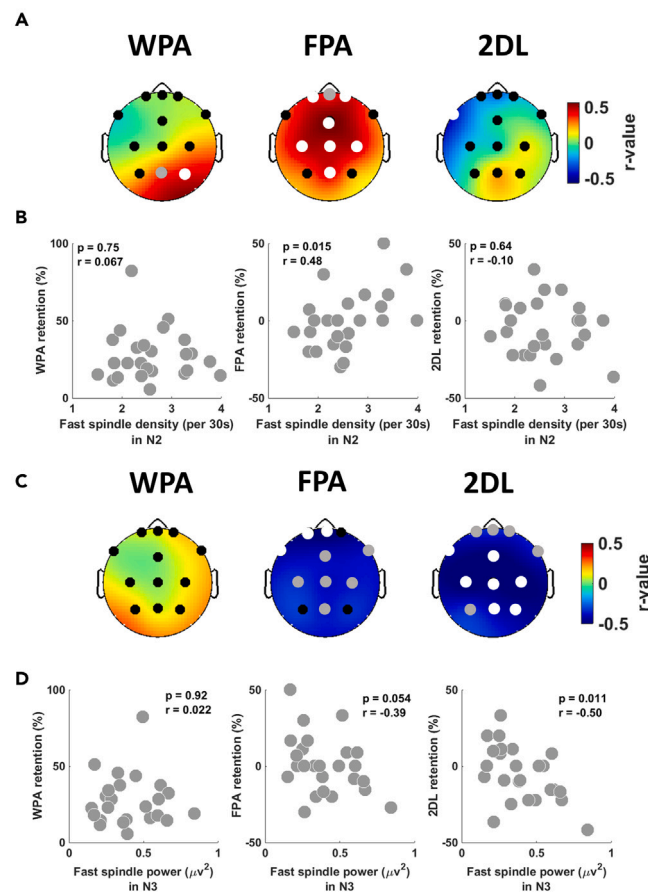 A
WPA FPA 2DL
0.5
-0.5
r-value
B
p = 0.75
r = 0.067
100
50
0
WPA retention (%)
1 2 3 4
Fast spindle density (per 30s)
in N2
p = 0.015
r = 0.48
50
0
-50
FPA retention (%)
1 2 3 4
Fast spindle density (per 30s)
in N2
p = 0.64
r = -0.10
50
0
-50
2DL retention (%)
1 2 3 4
Fast spindle density (per 30s)
in N2
C
WPA FPA 2DL
0.5
-0.5
r-value
D
p = 0.92
r = 0.022
100
50
0
WPA retention (%)
0 0.5 1
Fast spindle power (μv²)
in N3
p = 0.054
r = -0.39
50
0
-50
FPA retention (%)
0 0.5 1
Fast spindle power (μv²)
in N3
p = 0.011
r = -0.50
50
0
-50
2DL retention (%)
0 0.5 1
Fast spindle power (μv²)
in N3